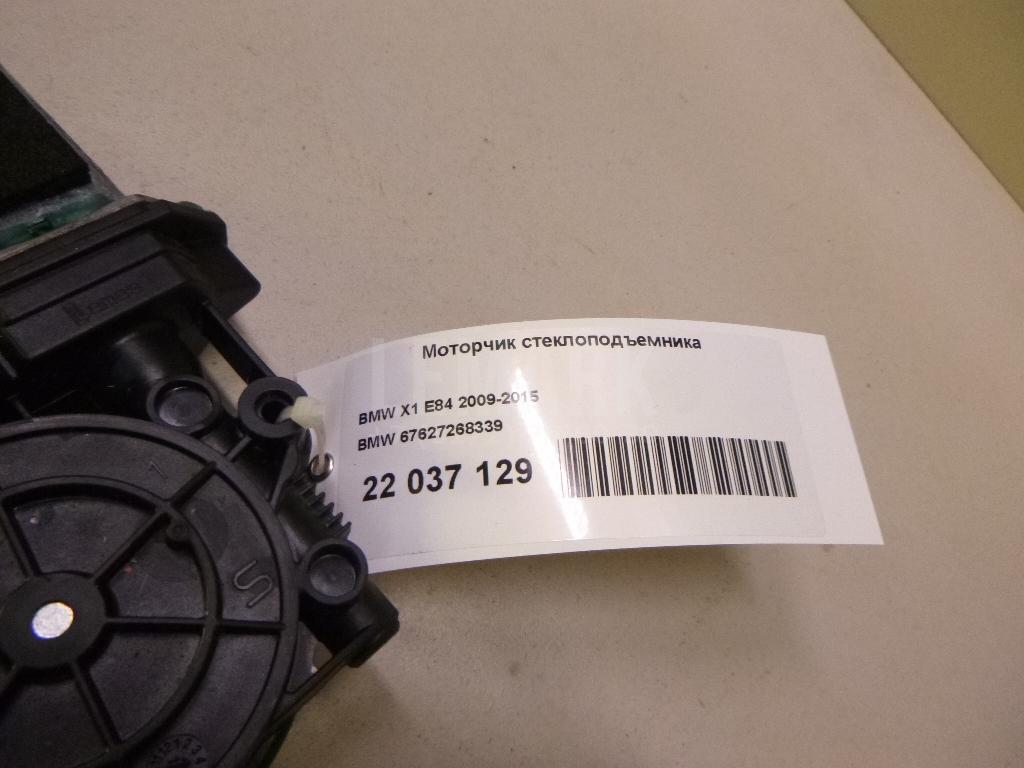 Моторчик стеклоподъемника
BMW X1 E84 2009-2015
BMW 67627268339
22 037 129